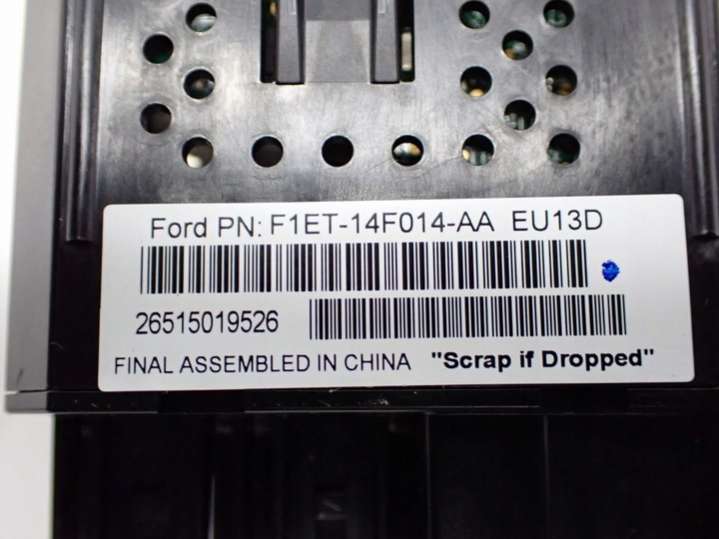 Ford PN: F1ET-14F014-AA EU13D
26515019526
FINAL ASSEMBLED IN CHINA "Scrap if Dropped"